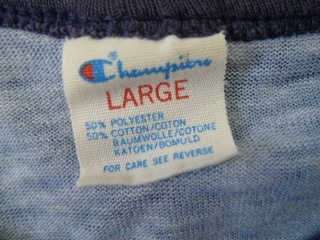 Champion
LARGE
50% POLYESTER
50% COTTON/COTON
BAUMWOLLE/COTONE
KATOEN/BOMULD
FOR CARE SEE REVERSE